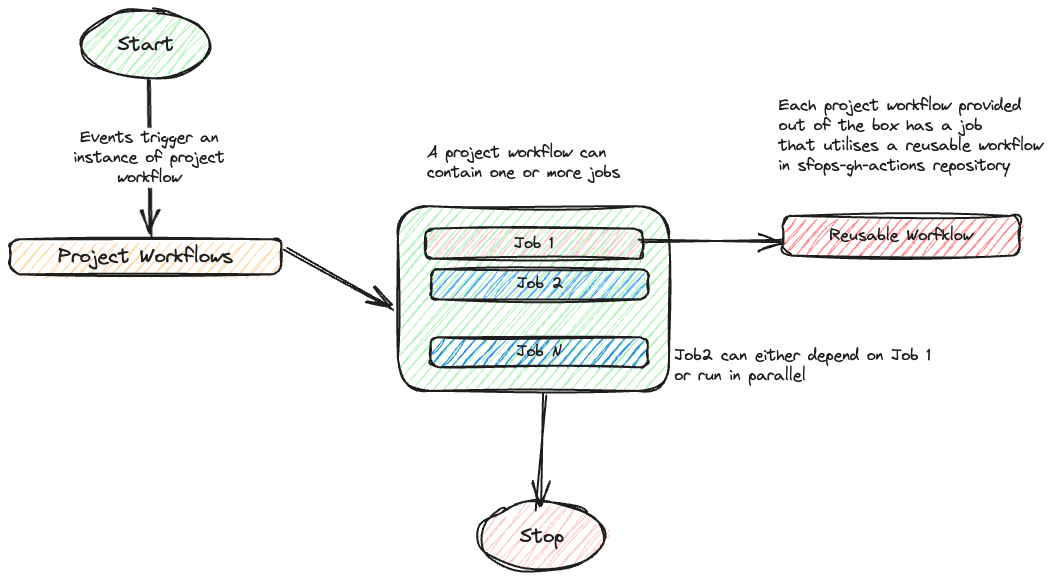 Start
Events trigger an
instance of project
workflow
Project Workflows
A project workflow can
contain one or more jobs
Job 1
Job 2
Job N
Each project workflow provided
out of the box has a job
that utilises a reusable workflow
in sfops-gh-actions repository
Reusable Worfklow
Job2 can either depend on Job 1
or run in parallel
Stop